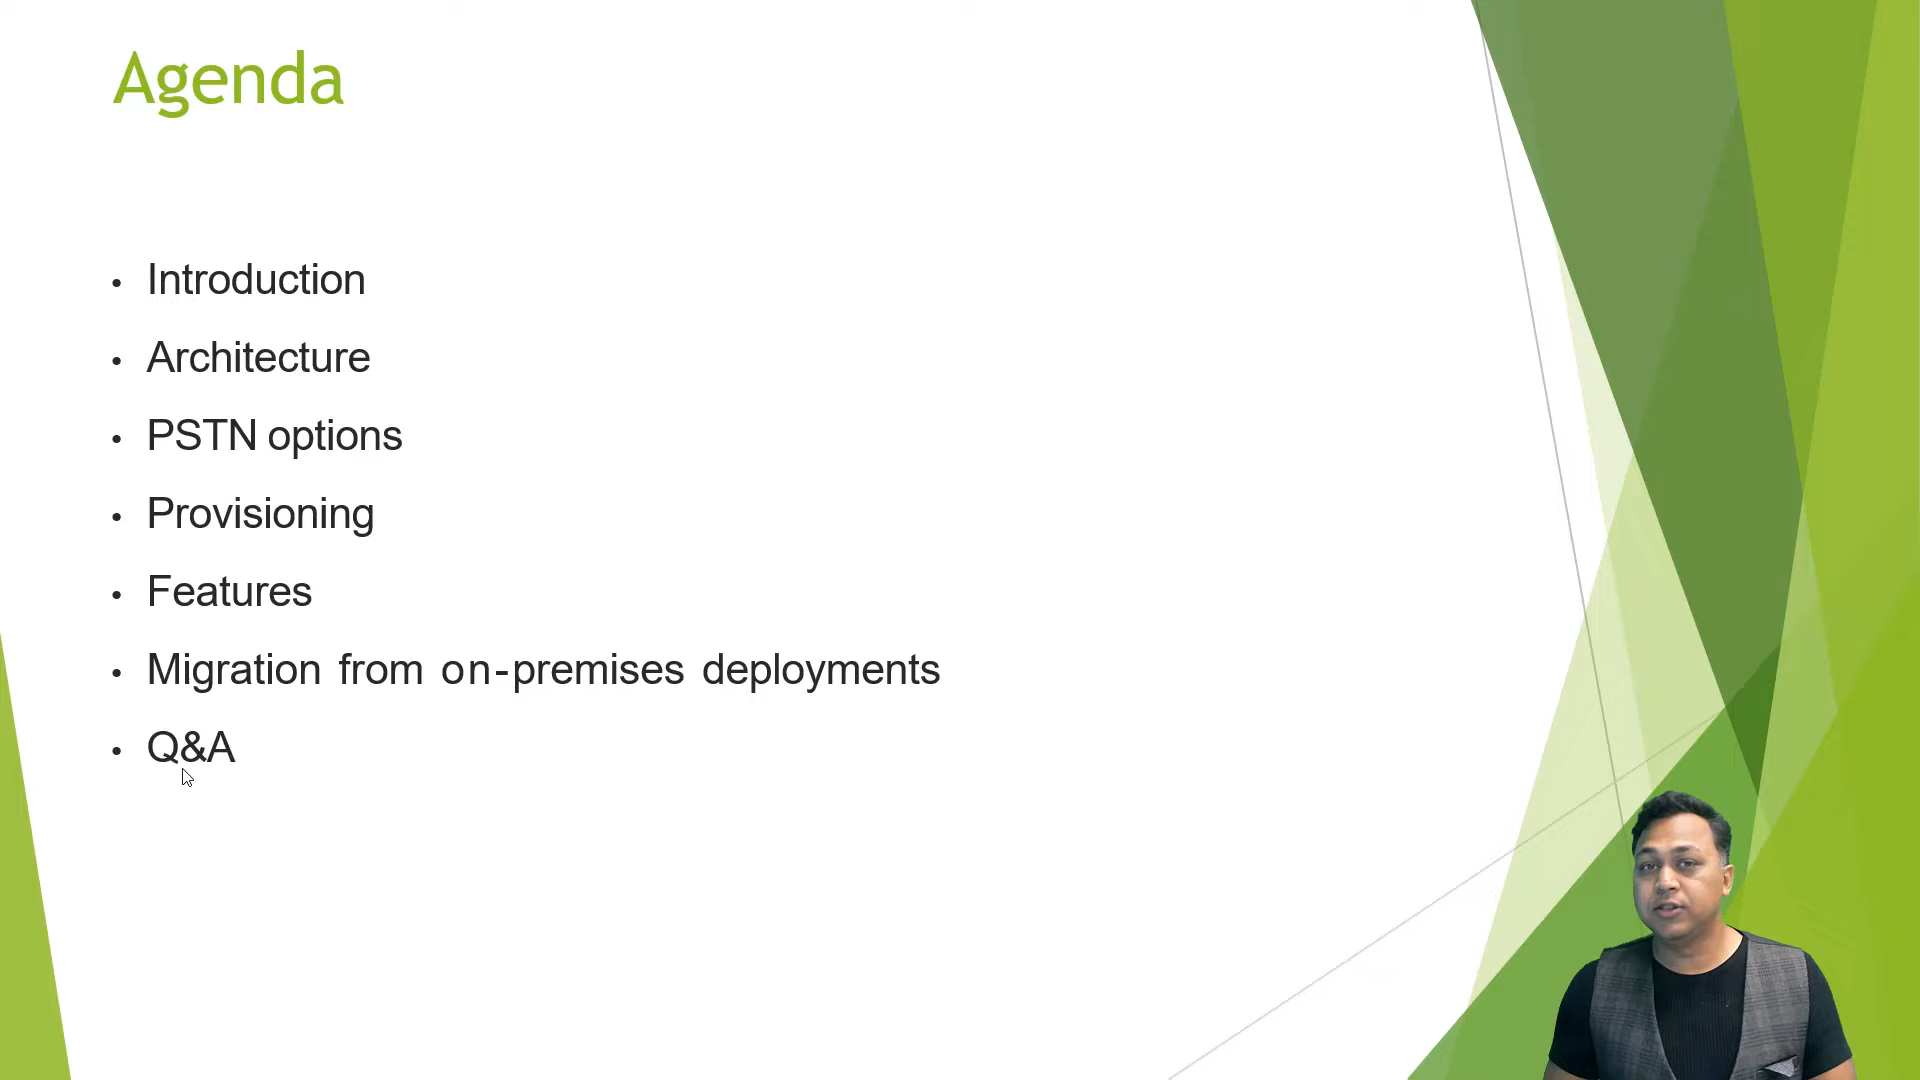 Agenda
• Introduction
• Architecture
• PSTN options
• Provisioning
• Features
• Migration from on-premises deployments
• Q&A